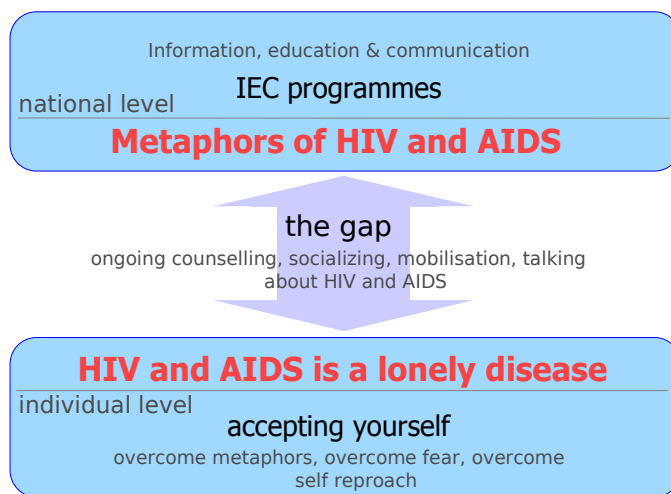 Information, education & communication
IEC programmes
national level
Metaphors of HIV and AIDS
the gap
ongoing counselling, socializing, mobilisation, talking
about HIV and AIDS
HIV and AIDS is a lonely disease
individual level
accepting yourself
overcome metaphors, overcome fear, overcome
self reproach